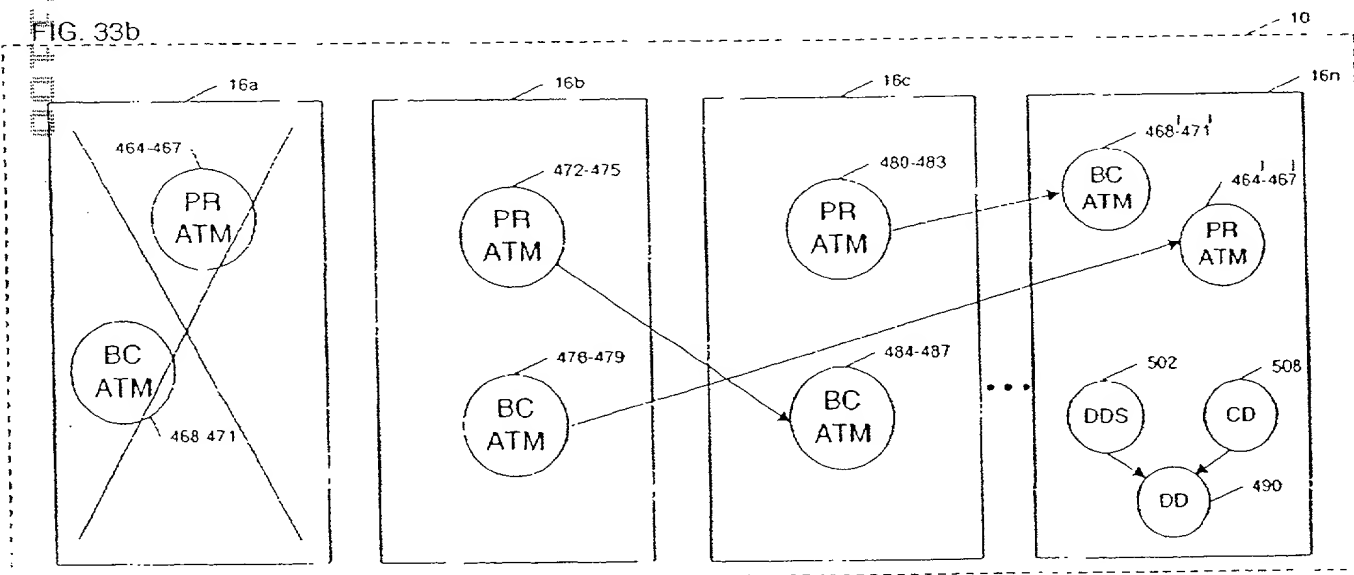 FIG. 33b
10
16a
16b
16c
16n
464-467
PR
ATM
BC
ATM
468-471
472-475
PR
ATM
476-479
BC
ATM
480-483
PR
ATM
484-487
BC
ATM
468'-471'
BC
ATM
464'-467'
PR
ATM
502
DDS
508
CD
DD
490